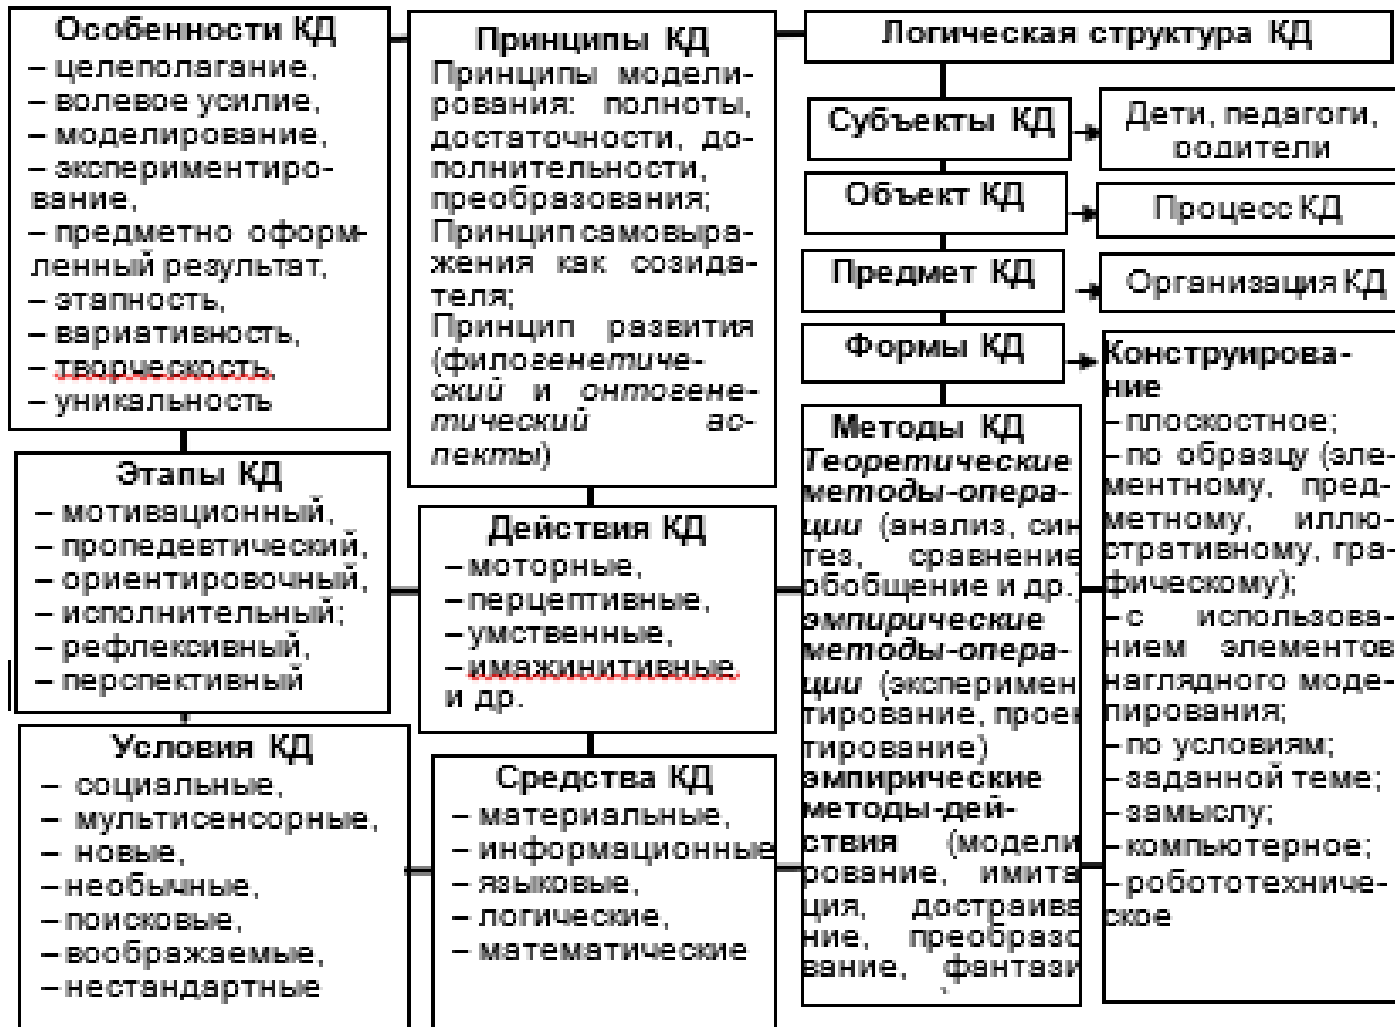 Особенности КД
– целеполагание,
– волевое усилие,
– моделирование,
– экспериментиро-
вание,
– предметно оформ-
ленный результат,
– этапность,
– вариативность,
– творческость,
– уникальность
Этапы КД
– мотивационный,
– пропедевтический,
– ориентировочный,
– исполнительный;
– рефлексивный,
– перспективный
Условия КД
– социальные,
– мультисенсорные,
– новые,
– необычные,
– поисковые,
– воображаемые,
– нестандартные
Принципы КД
Принципы модели-
рования: полноты,
достаточности, до-
полнительности,
преобразования;
Принцип самовыра-
жения как созида-
теля;
Принцип развития
(филогенетиче-
ский и онтогене-
тический ас-
пекты)
Действия КД
– моторные,
– перцептивные,
– умственные,
– имажинитивные
и др.
Средства КД
– материальные,
– информационные
– языковые,
– логические,
– математические
Логическая структура КД
Субъекты КД
Дети, педагоги,
родители
Объект КД
Процесс КД
Предмет КД
Организация КД
Формы КД
Методы КД
Теоретические
методы-опера-
ции (анализ, син
тез, сравнение
обобщение и др.)
эмпирические
методы-опера-
ции (эксперимен
тирование, проек
тирование)
эмпирические
методы-дей-
ствия (модели
рование, имита
ция, достраива
ние, преобразо
вание, фантази
Конструирова-
ние
– плоскостное;
– по образцу (эле-
ментному, пред-
метному, иллю-
стративному, гра-
фическому);
– с использова-
нием элементов
наглядного моде-
лирования;
– по условиям;
– заданной теме;
– замыслу;
– компьютерное;
– робототехниче-
ское